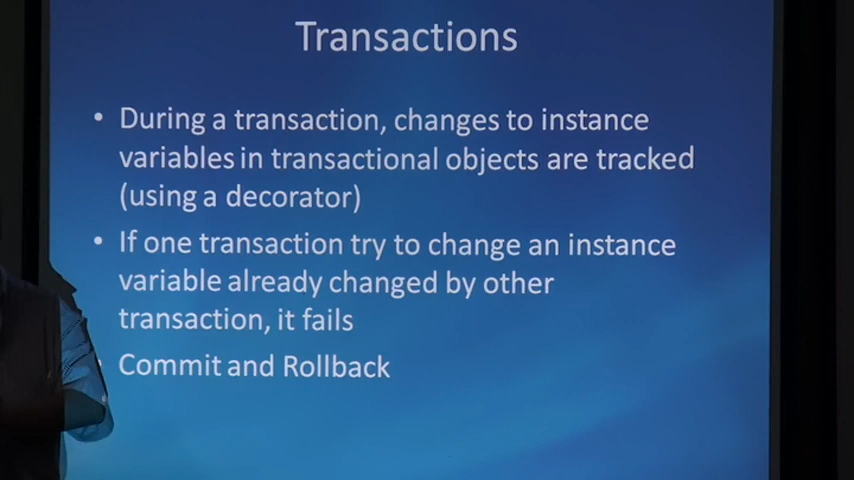 Transactions
• During a transaction, changes to instance
variables in transactional objects are tracked
(using a decorator)
• If one transaction try to change an instance
variable already changed by other
transaction, it fails
• Commit and Rollback